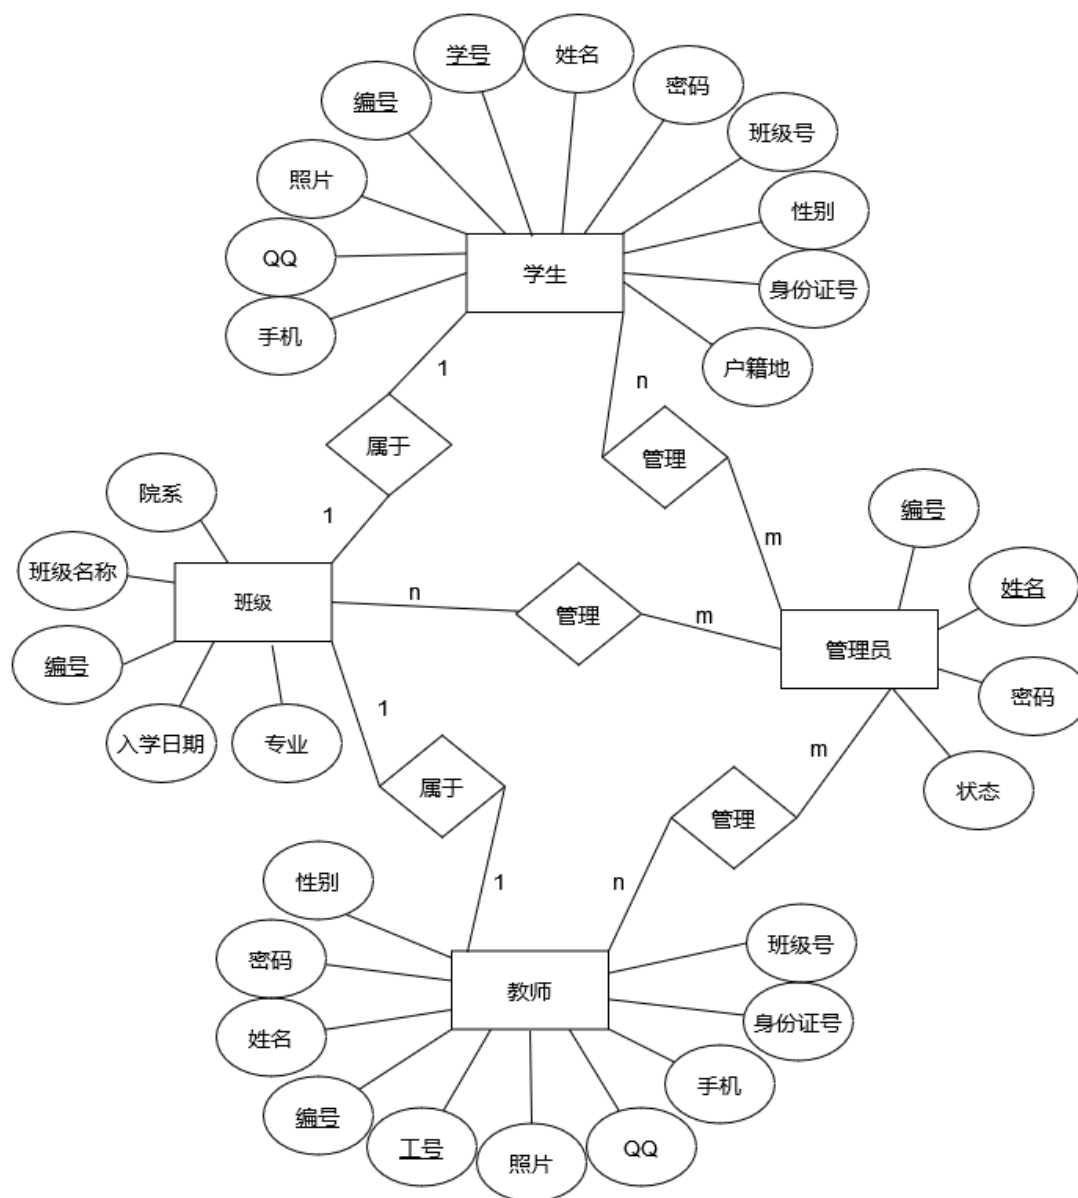 学号
姓名
编号
密码
班级号
照片
性别
QQ
学生
身份证号
手机
户籍地
1
n
属于
管理
院系
编号
1
m
班级名称
n
班级
管理
m
姓名
编号
管理员
密码
1
入学日期
专业
m
属于
状态
管理
性别
1
n
班级号
密码
教师
身份证号
姓名
手机
编号
工号
照片
QQ